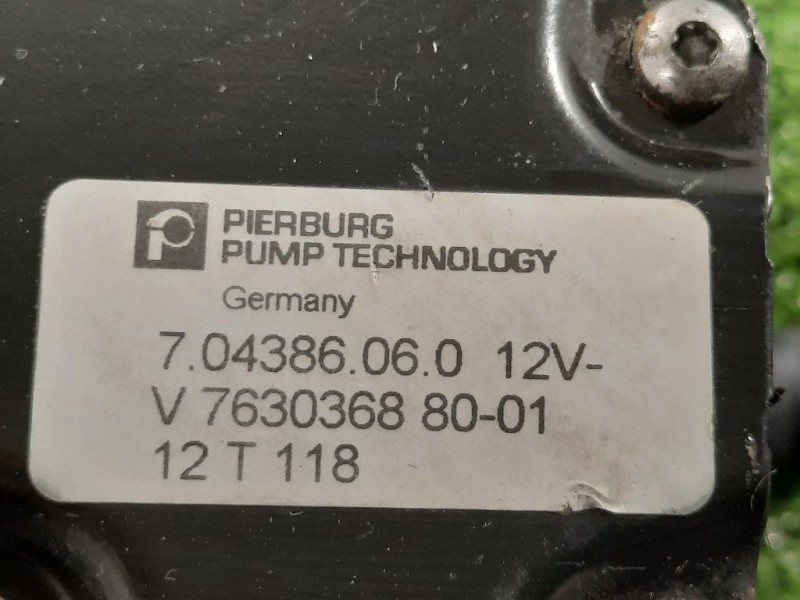 PIERBURG
PUMP TECHNOLOGY
Germany
7.04386.06.0 12V-
V 7630368 80-01
12 T 118